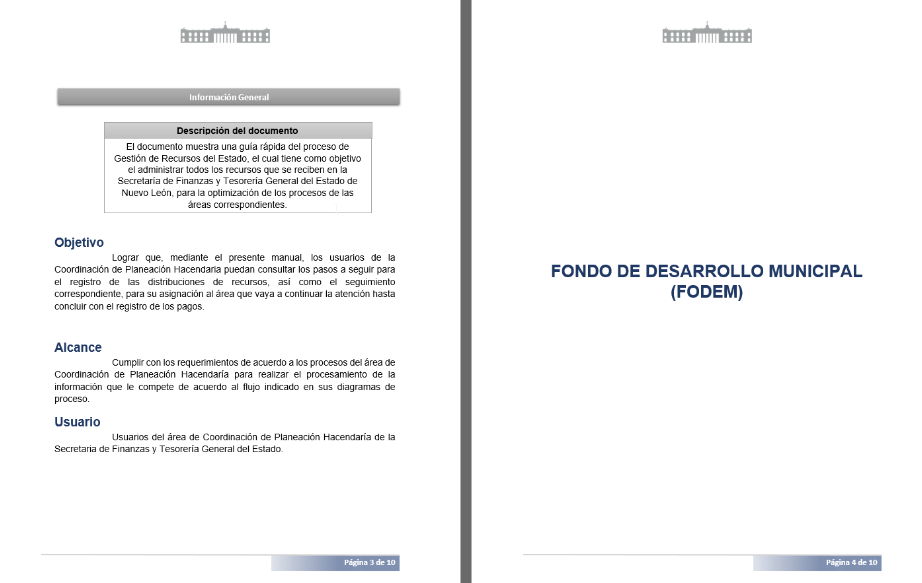 Información General
Descripción del documento
El documento muestra una guía rápida del proceso de
Gestión de Recursos del Estado, el cual tiene como objetivo
el administrar todos los recursos que se reciben en la
Secretaría de Finanzas y Tesorería General del Estado de
Nuevo León, para la optimización de los procesos de las
áreas correspondientes.
Objetivo
Lograr que, mediante el presente manual, los usuarios de la
Coordinación de Planeación Hacendaria puedan consultar los pasos a seguir para
el registro de las distribuciones de recursos, así como el seguimiento
correspondiente, para su asignación al área que vaya a continuar la atención hasta
concluir con el registro de los pagos.
Alcance
Cumplir con los requerimientos de acuerdo a los procesos del área de
Coordinación de Planeación Hacendaría para realizar el procesamiento de la
información que le compete de acuerdo al flujo indicado en sus diagramas de
proceso.
Usuario
Usuarios del área de Coordinación de Planeación Hacendaría de la
Secretaria de Finanzas y Tesorería General del Estado.
Página 3 de 10
FONDO DE DESARROLLO MUNICIPAL
(FODEM)
Página 4 de 10